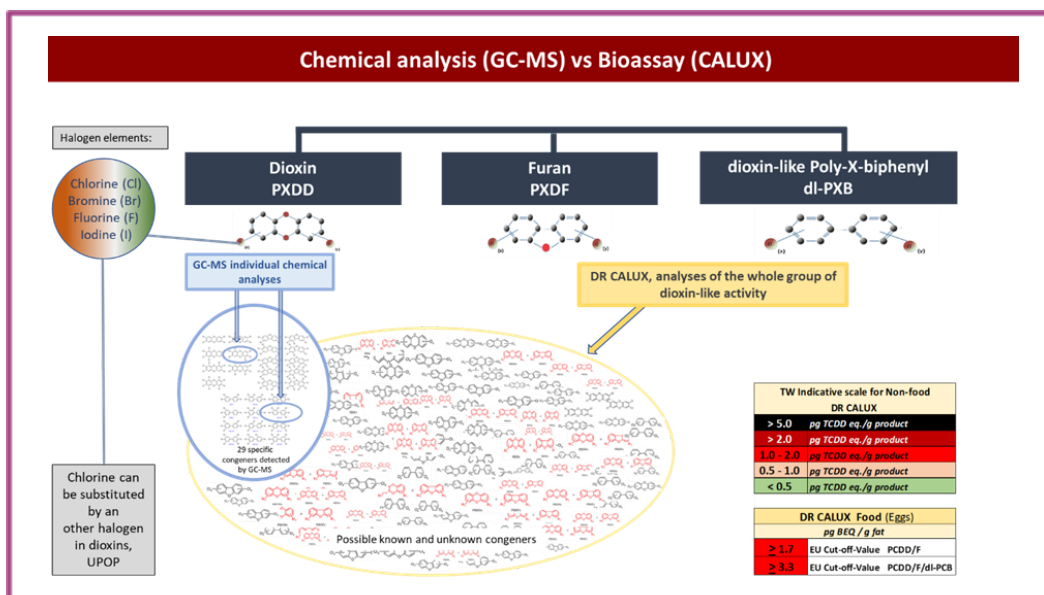 Chemical analysis (GC-MS) vs Bioassay (CALUX)
Halogen elements:
Chlorine (Cl)
Bromine (Br)
Fluorine (F)
Iodine (I)
Dioxin
PXDD
Furan
PXDF
dioxin-like Poly-X-biphenyl
dl-PXB
GC-MS individual chemical
analyses
DR CALUX, analyses of the whole group of
dioxin-like activity
29 specific
congeners detected
by GC-MS
Possible known and unknown congeners
Chlorine can
be substituted
by an
other halogen
in dioxins,
UPOP
TW Indicative scale for Non-food
DR CALUX
> 5.0 pg TCDD eq./g product
> 2.0 pg TCDD eq./g product
1.0 - 2.0 pg TCDD eq./g product
0.5 - 1.0 pg TCDD eq./g product
< 0.5 pg TCDD eq./g product
DR CALUX Food (Eggs)
pg BEQ / g fat
≥ 1.7 EU Cut-off-Value PCDD/F
≥ 3.3 EU Cut-off-Value PCDD/F/dl-PCB